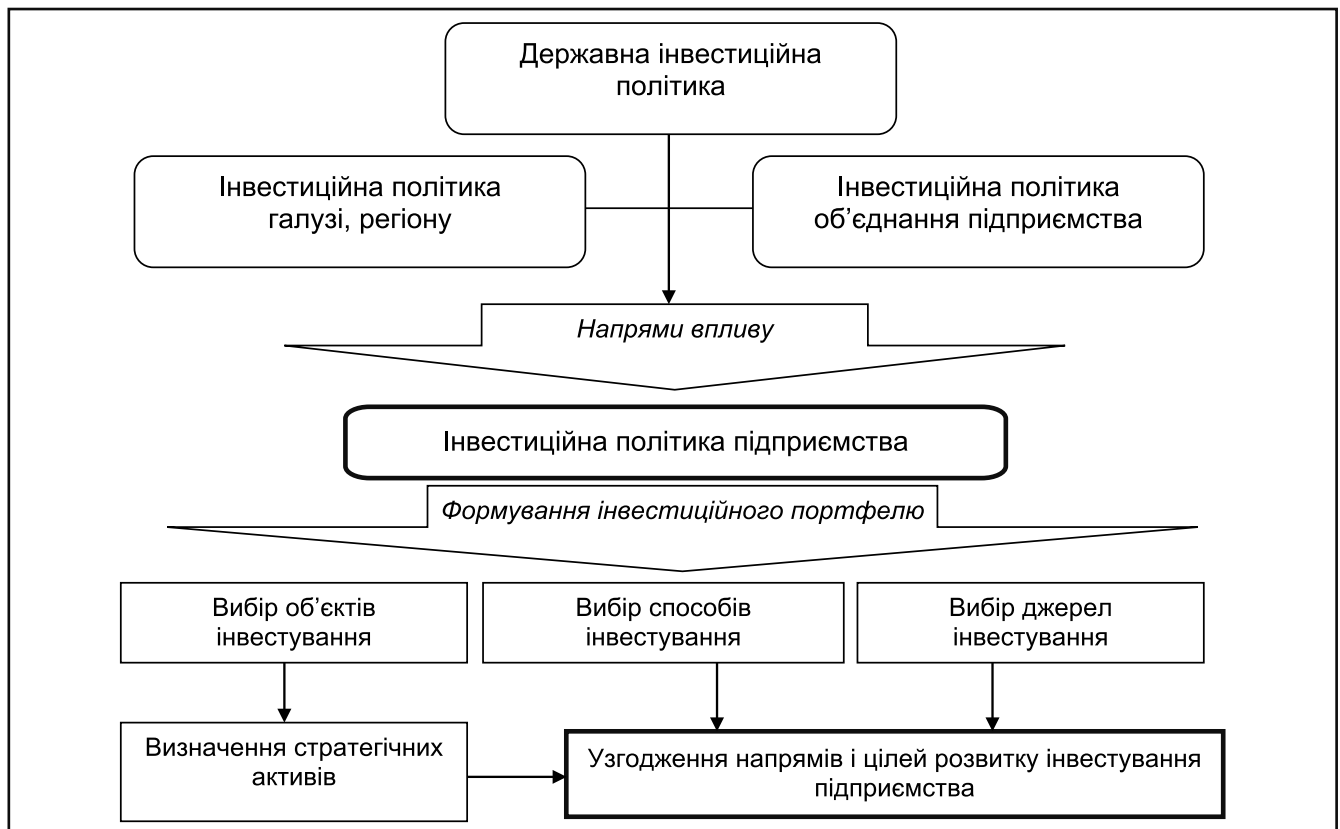 Державна інвестиційна
політика
Інвестиційна політика
галузі, регіону
Інвестиційна політика
об’єднання підприємства
Напрями впливу
Інвестиційна політика підприємства
Формування інвестиційного портфелю
Вибір об’єктів
інвестування
Вибір способів
інвестування
Вибір джерел
інвестування
Визначення стратегічних
активів
Узгодження напрямів і цілей розвитку інвестування
підприємства